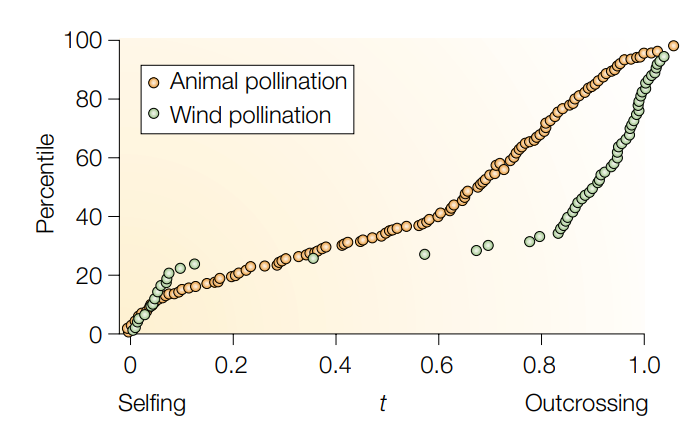 100
80
60
40
20
0
Percentile
Animal pollination
Wind pollination
0 0.2 0.4 0.6 0.8 1.0
Selfing t Outcrossing